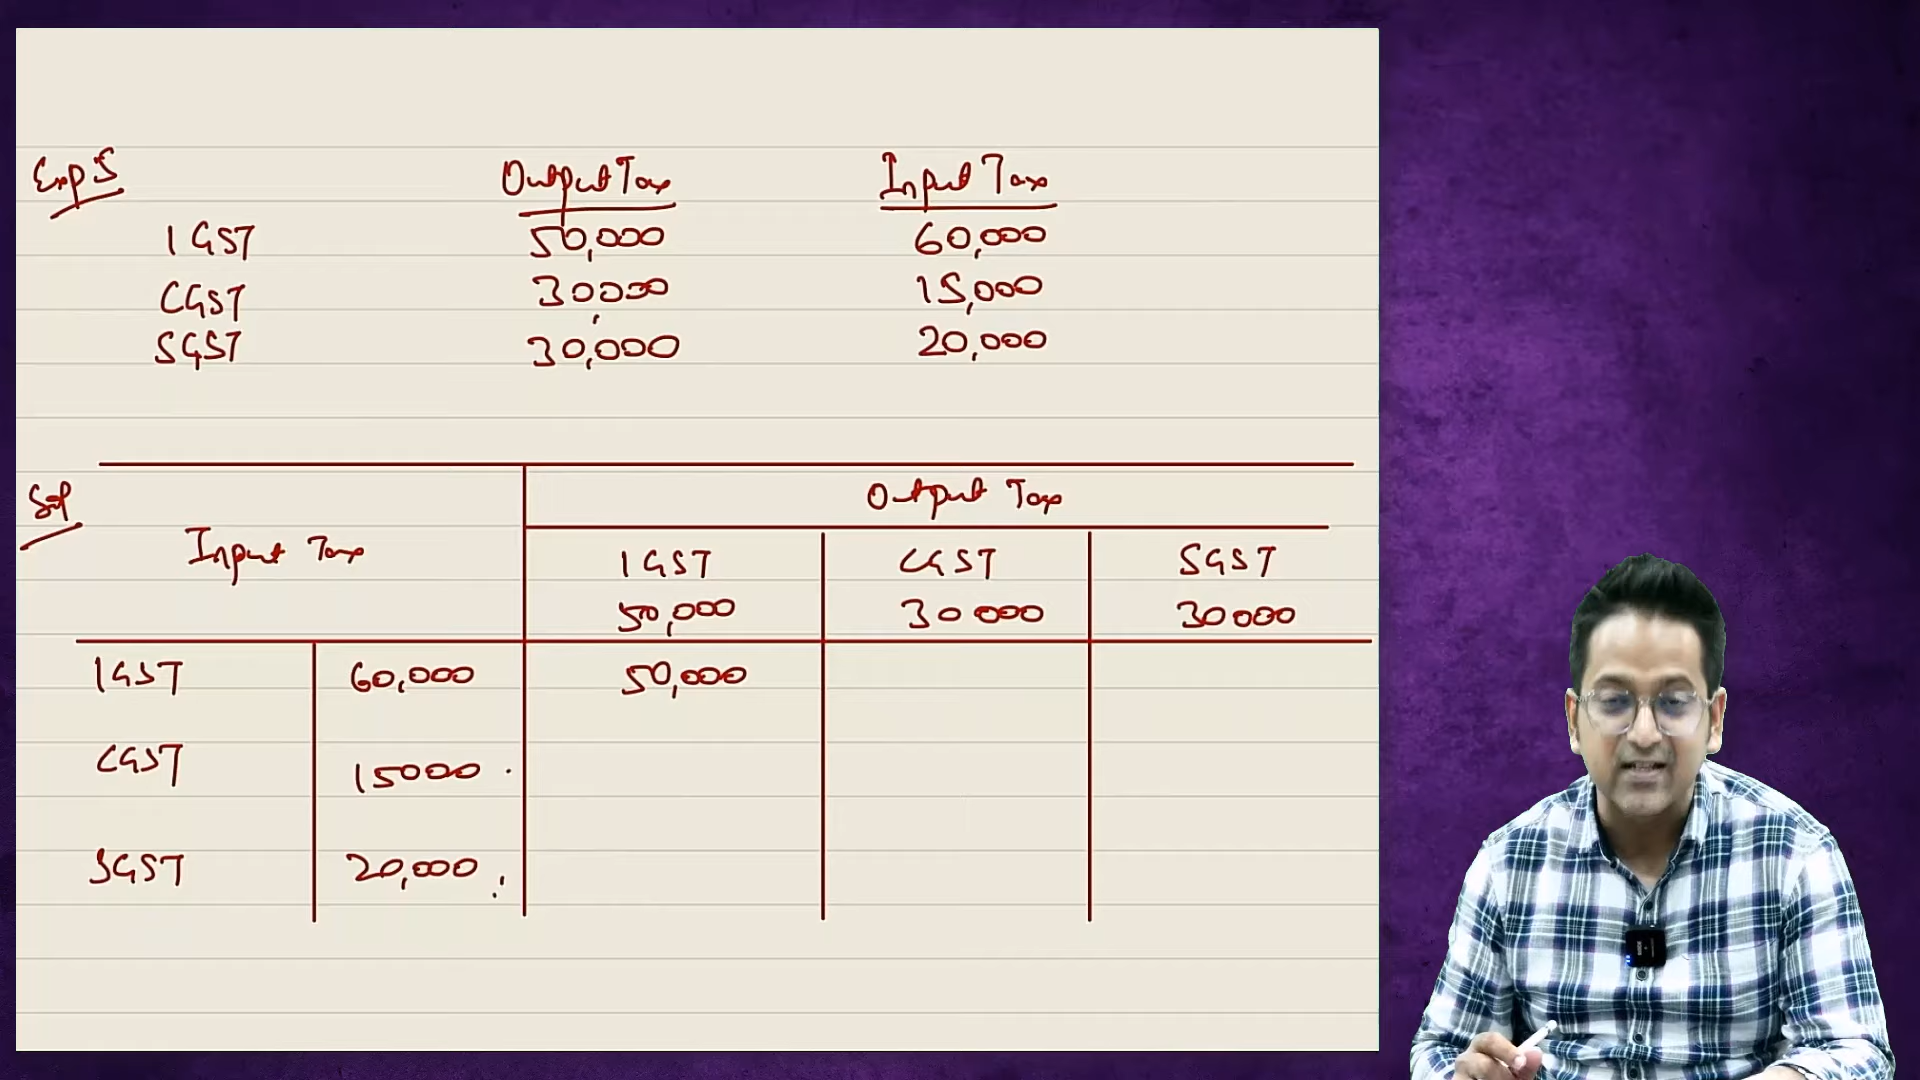 Exp 5 Output Tax Input Tax
IGST 50,000 60,000
CGST 30,000 15,000
SGST 30,000 20,000
Sol Input Tax Output Tax
IGST CGST SGST
50,000 30000 30000
IGST 60,000 50,000
CGST 15000
SGST 20,000